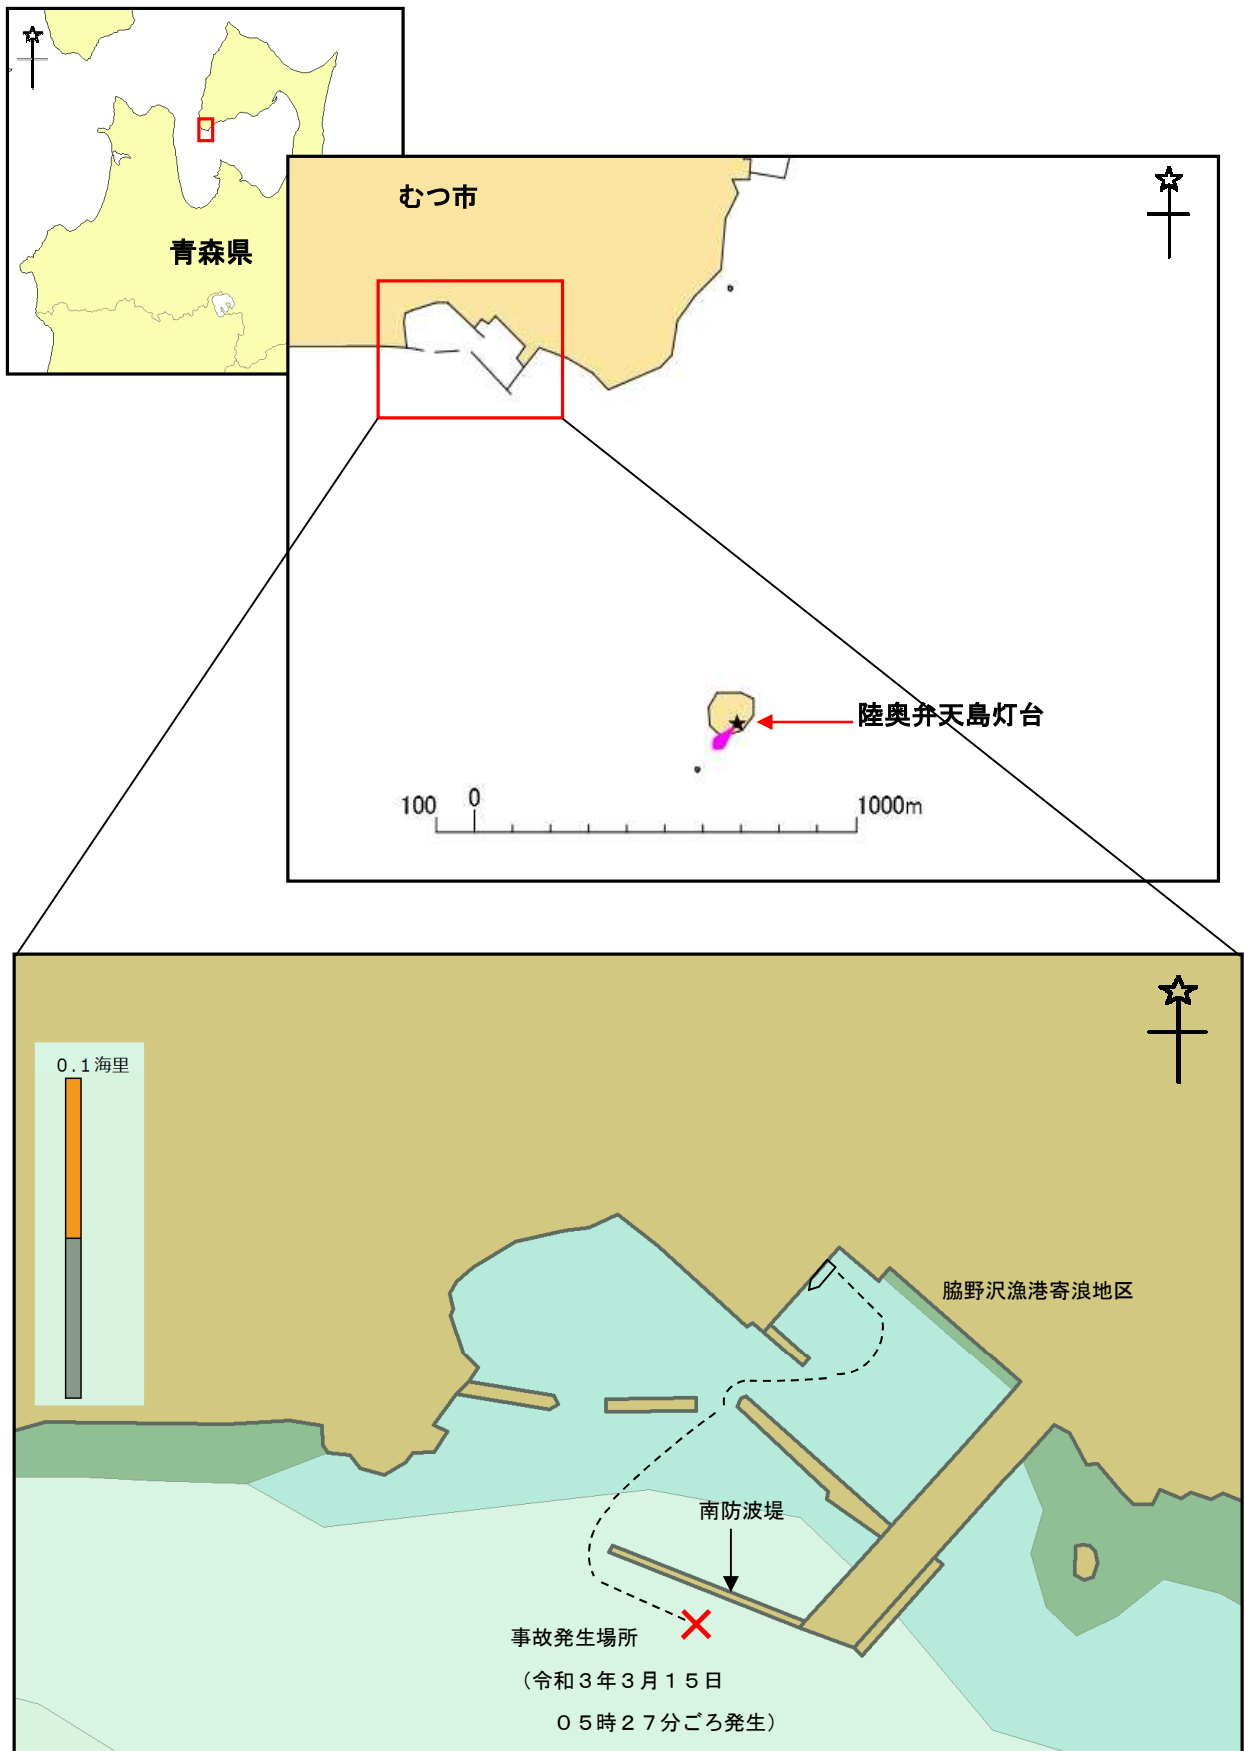 青森県
むつ市
陸奥弁天島灯台
100 0 1000m
0.1海里
脇野沢漁港寄浪地区
南防波堤
事故発生場所
（令和３年３月１５日
０５時２７分ごろ発生）